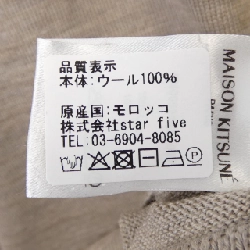 品質表示
本体:ウール100%
原産国:モロッコ
株式会社star five
TEL:03-6904-8085
MAISON KITSUNÉ